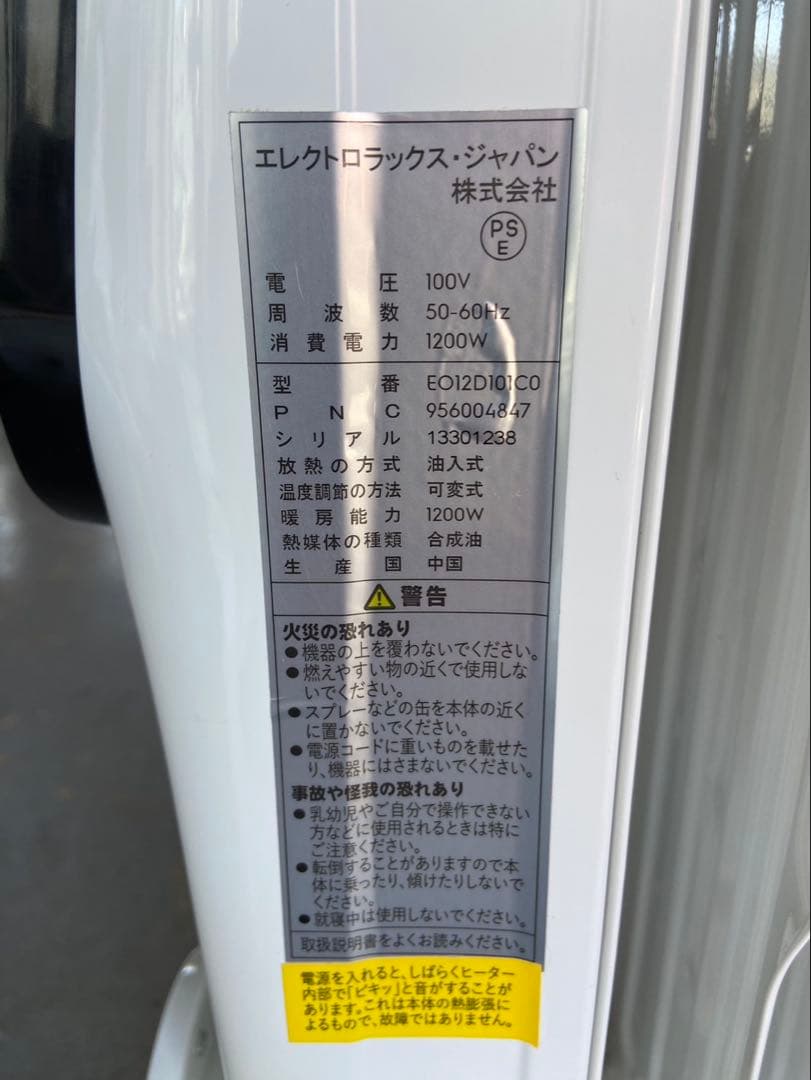 エレクトロラックス・ジャパン
株式会社
PS
E
電圧 100V
周波数 50-60Hz
消費電力 1200W
型番 EO12D101C0
PNC 956004847
シリアル 13301238
放熱の方式 油入式
温度調節の方法 可変式
暖房能力 1200W
熱媒体の種類 合成油
生産国 中国
警告
火災の恐れあり
●機器の上を覆わないでください。
●燃えやすい物の近くで使用しな
いでください。
●スプレーなどの缶を本体の近く
に置かないでください。
●電源コードに重いものを載せた
り、機器にはさまないでください。
事故や怪我の恐れあり
●乳幼児やご自分で操作できない
方などに使用されるときは特に
ご注意ください。
●転倒することがありますので本
体に乗ったり、傾けたりしないで
ください。
●就寝中は使用しないでください。
取扱説明書をよくお読みください。
電源を入れると、しばらくヒーター
内部で「ピキッ」と音がすることが
あります。これは本体の熱膨張に
よるもので、故障ではありません。